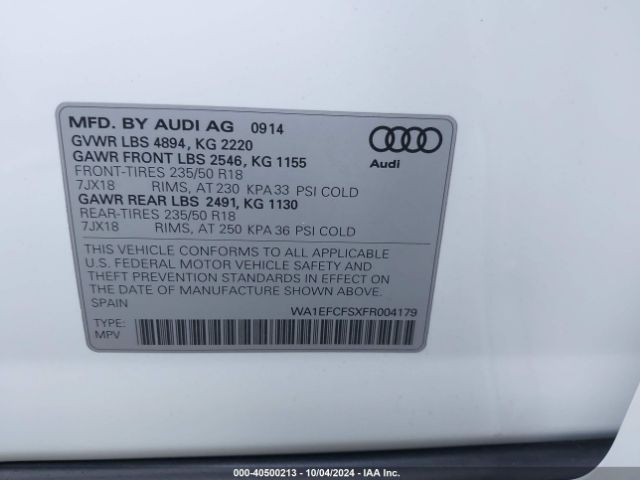 MFD. BY AUDI AG 0914
GVWR LBS 4894, KG 2220
GAWR FRONT LBS 2546, KG 1155
FRONT-TIRES 235/50 R18
7JX18 RIMS, AT 230 KPA 33 PSI COLD
GAWR REAR LBS 2491, KG 1130
REAR-TIRES 235/50 R18
7JX18 RIMS, AT 250 KPA 36 PSI COLD
Audi
THIS VEHICLE CONFORMS TO ALL APPLICABLE
U.S. FEDERAL MOTOR VEHICLE SAFETY AND
THEFT PREVENTION STANDARDS IN EFFECT ON
THE DATE OF MANUFACTURE SHOWN ABOVE.
SPAIN
WA1EFCFSXFR004179
TYPE:
MPV
000-40500213 - 10/04/2024 - IAA Inc.